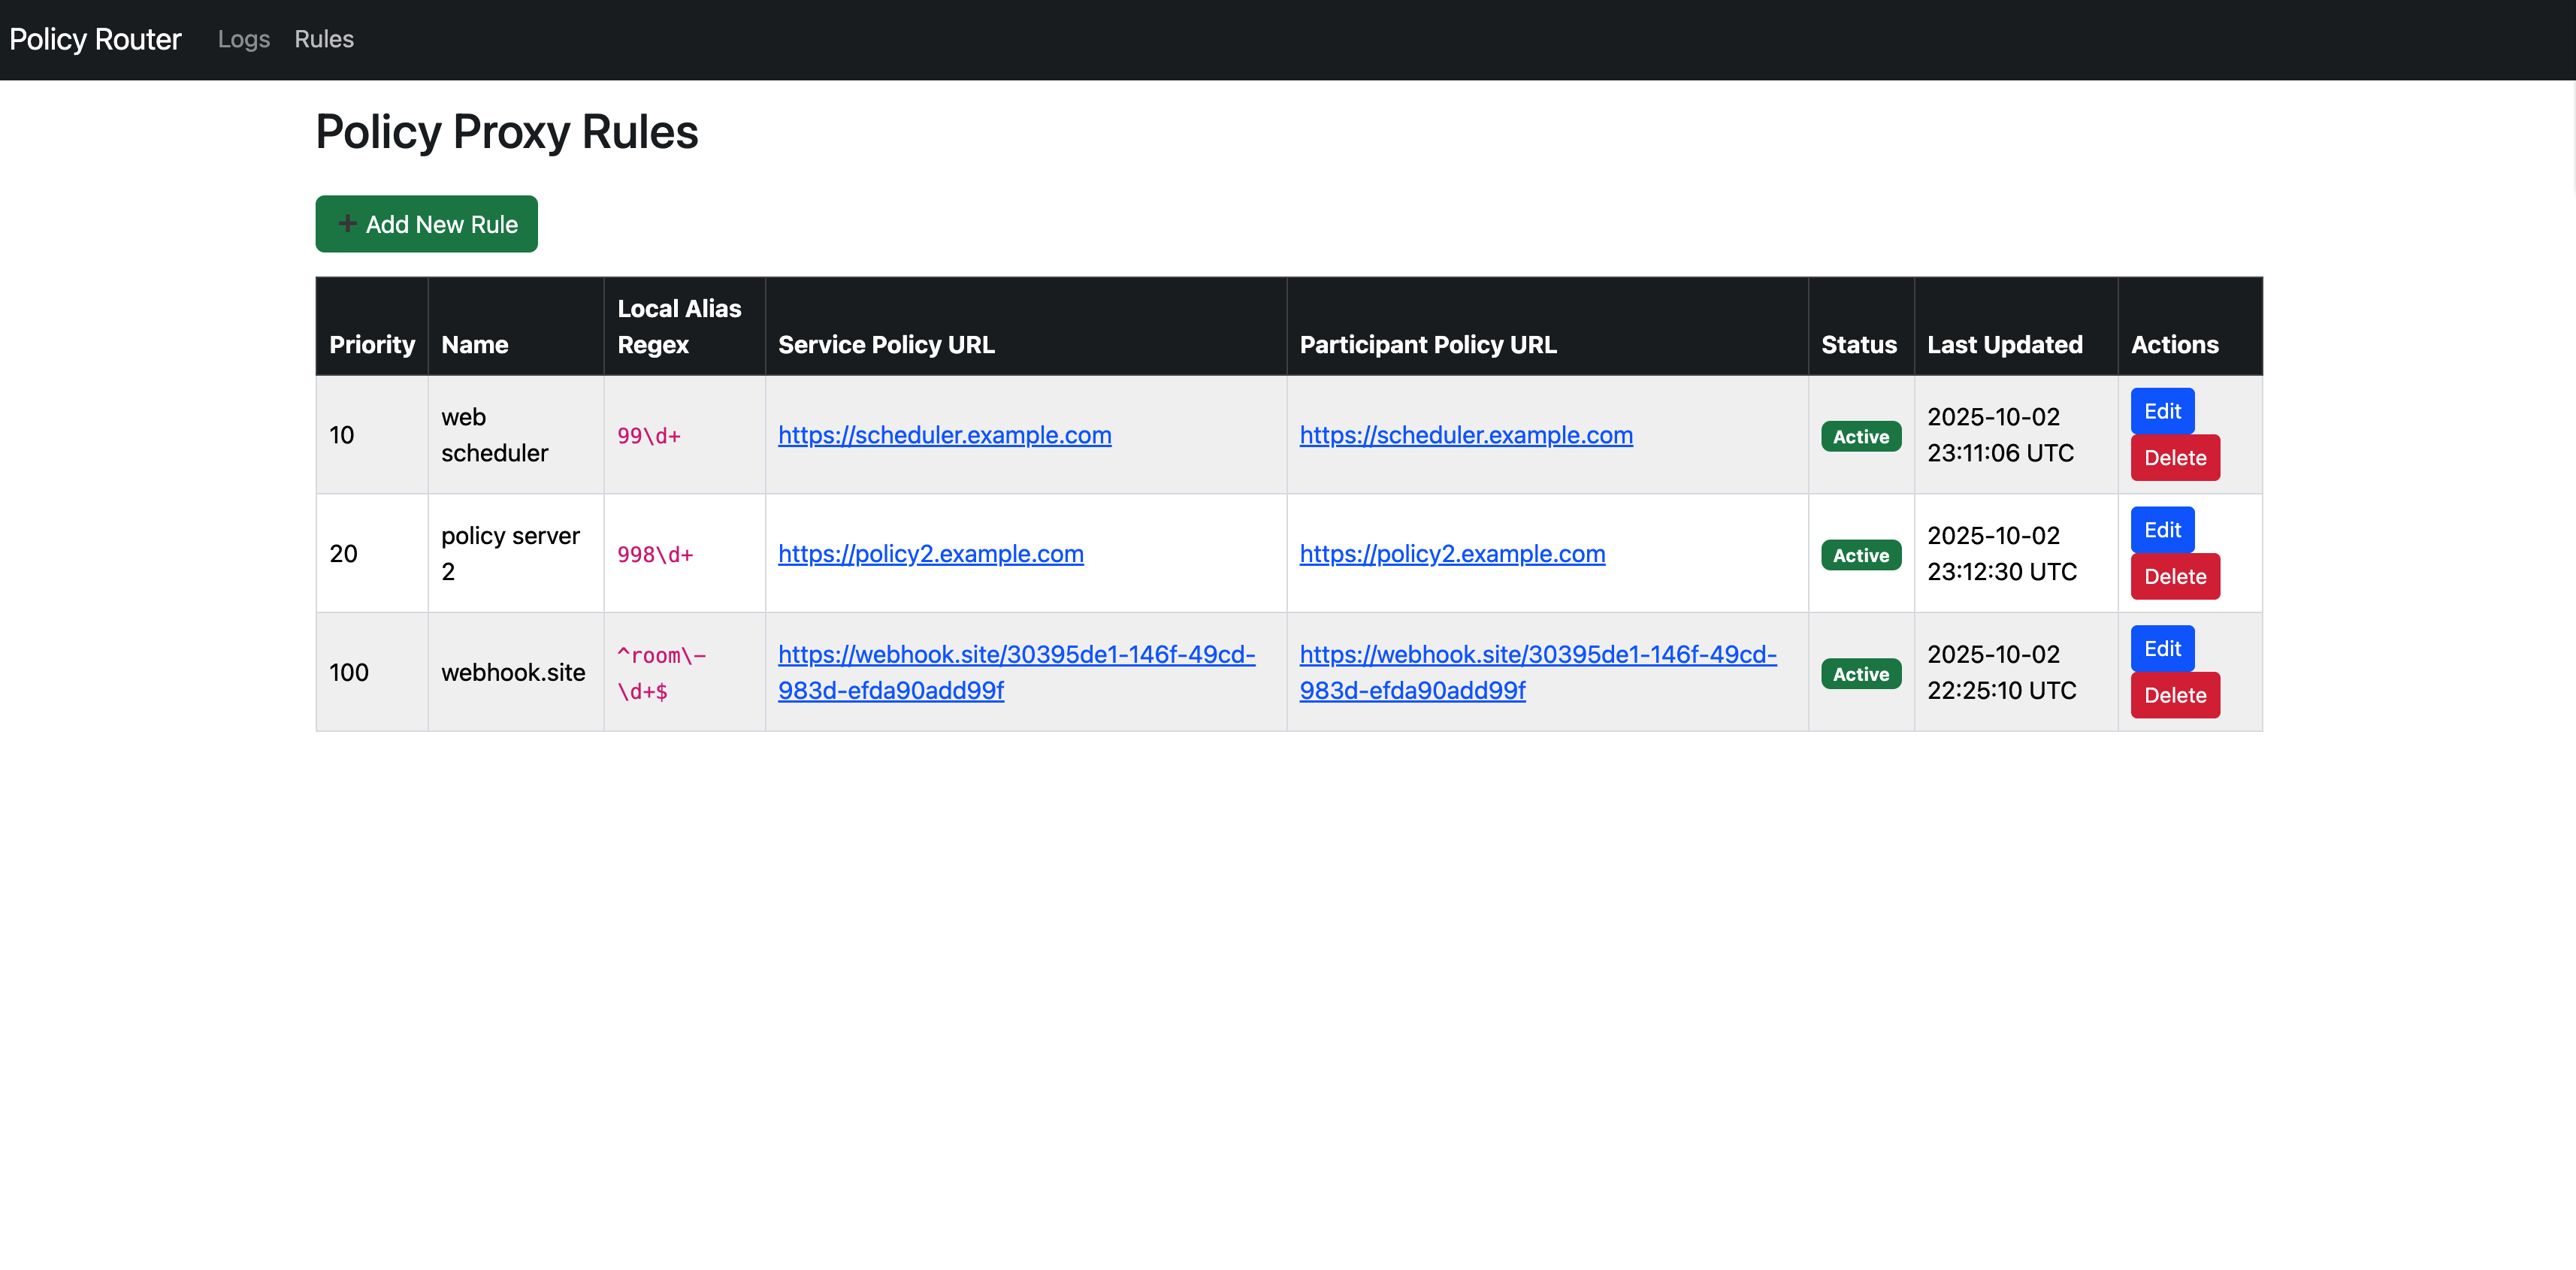 Policy Router Logs Rules
Policy Proxy Rules
+ Add New Rule
Local Alias
Priority Name Regex Service Policy URL Participant Policy URL Status Last Updated Actions
web
scheduler
10 99\d+ https://scheduler.example.com https://scheduler.example.com Active
2025-10-02
23:11:06 UTC
Edit
Delete
policy server
2
20 998\d+ https://policy2.example.com https://policy2.example.com Active
2025-10-02
23:12:30 UTC
Edit
Delete
100 webhook.site
^room\-
\d+$
https://webhook.site/30395de1-146f-49cd-
983d-efda90add99f
https://webhook.site/30395de1-146f-49cd-
983d-efda90add99f
Active
2025-10-02
22:25:10 UTC
Edit
Delete